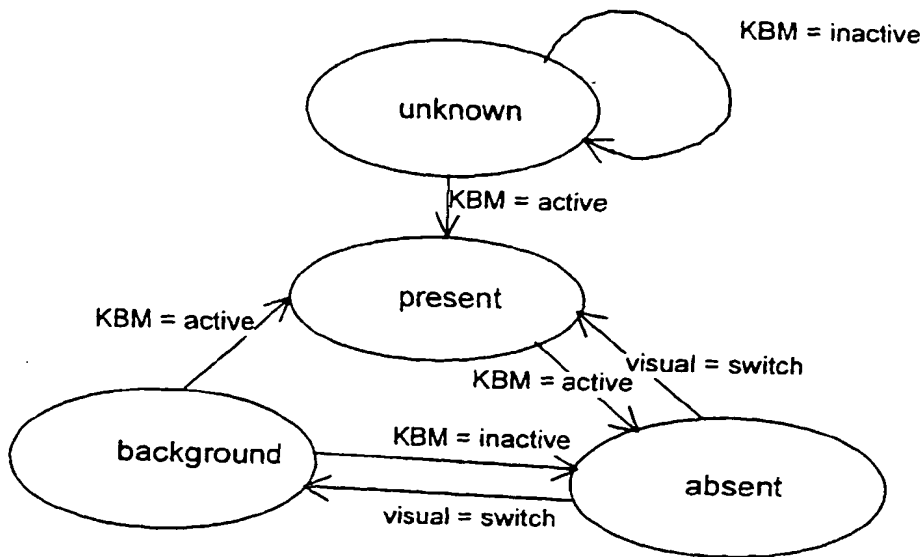 KBM = inactive
unknown
KBM = active
present
KBM = active
visual = switch
KBM = active
KBM = inactive
background
absent
visual = switch